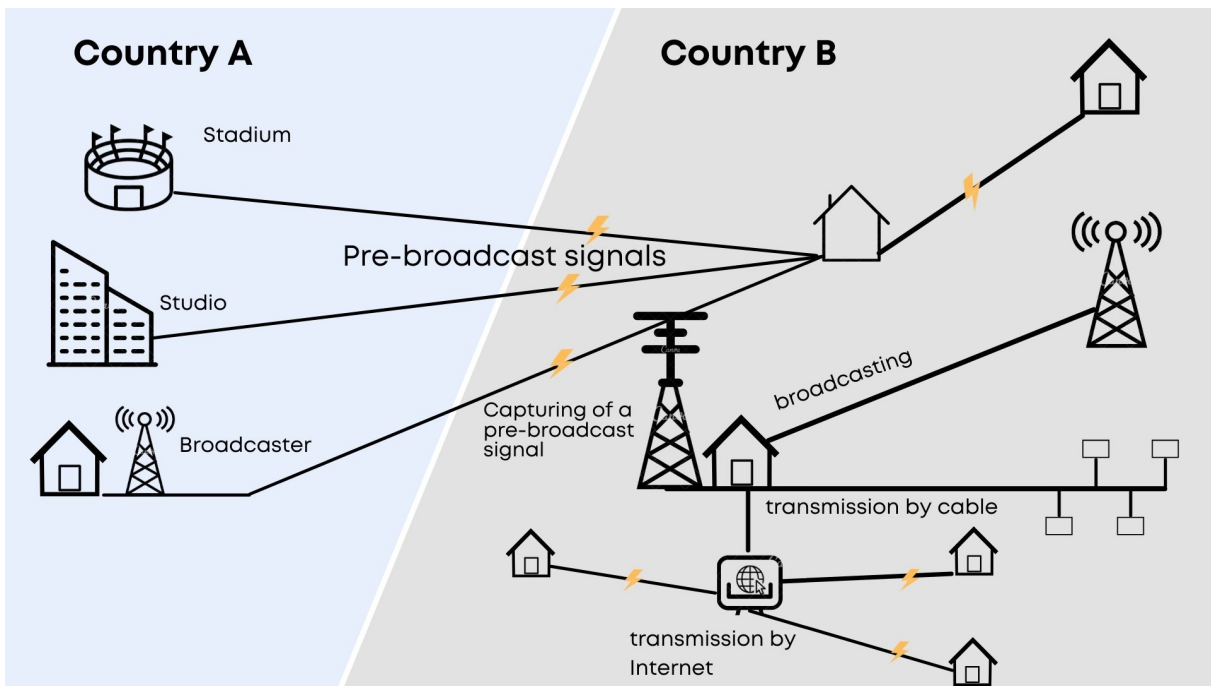 Country A
Country B
Stadium
Pre-broadcast signals
Studio
broadcasting
Capturing of a
pre-broadcast
signal
Broadcaster
transmission by cable
transmission by
Internet